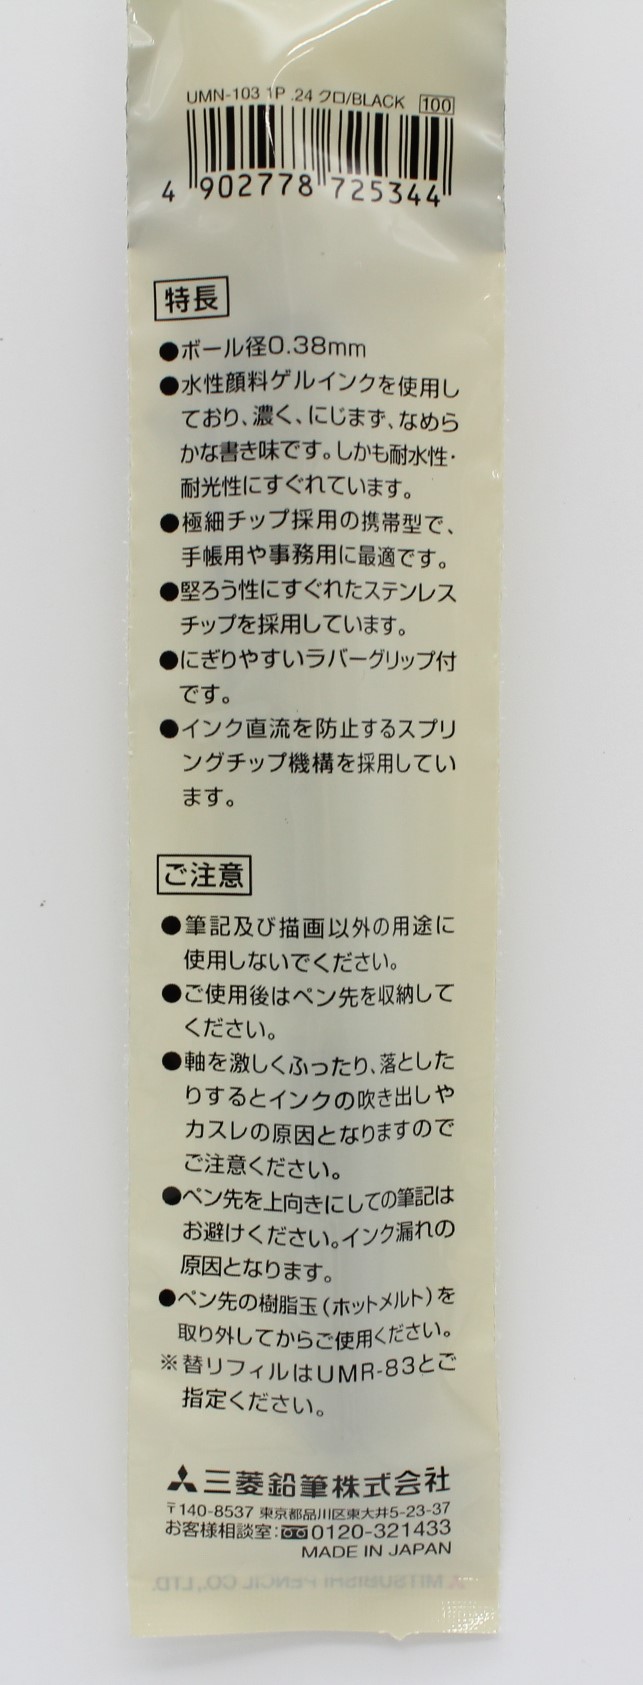 UMN-103 1P .24 クロ/BLACK 100
4 902778 725344
特長
●ボール径0.38mm
●水性顔料ゲルインクを使用し
ており、濃く、にじまず、なめら
かな書き味です。しかも耐水性・
耐光性にすぐれています。
●極細チップ採用の携帯型で、
手帳用や事務用に最適です。
●堅ろう性にすぐれたステンレス
チップを採用しています。
●にぎりやすいラバーグリップ付
です。
●インク直流を防止するスプリ
ングチップ機構を採用してい
ます。
ご注意
●筆記及び描画以外の用途に
使用しないでください。
●ご使用後はペン先を収納して
ください。
●軸を激しくふったり、落とした
りするとインクの吹き出しや
カスレの原因となりますので
ご注意ください。
●ペン先を上向きにしての筆記は
お避けください。インク漏れの
原因となります。
●ペン先の樹脂玉(ホットメルト)を
取り外してからご使用ください。
※替リフィルはUMR-83とご
指定ください。
三菱鉛筆株式会社
〒140-8537 東京都品川区東大井5-23-37
お客様相談室:0120-321433
MADE IN JAPAN
MITSUBISHI PENCIL CO., LTD.